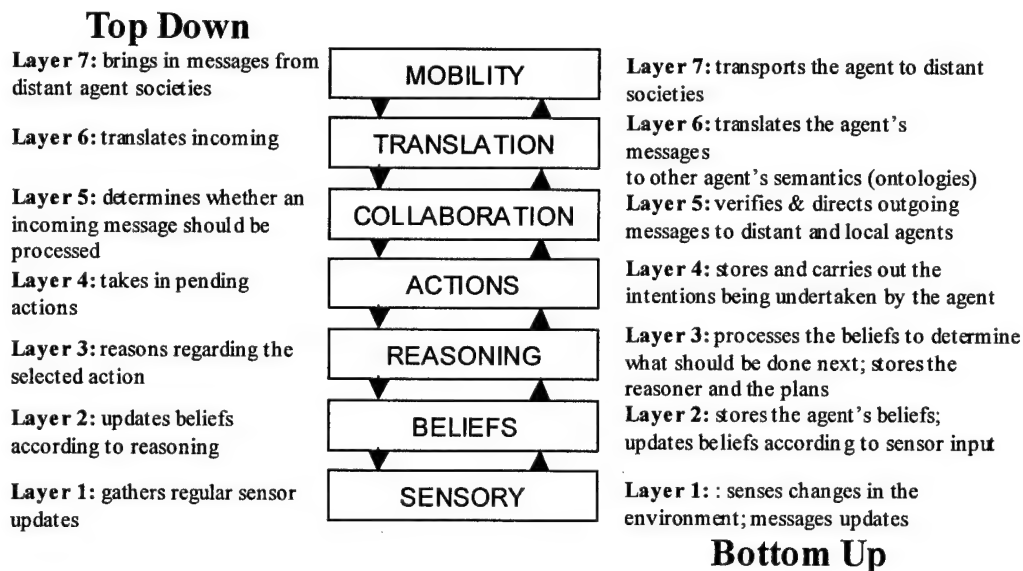 Top Down
Layer 7: brings in messages from
distant agent societies
Layer 6: translates incoming
Layer 5: determines whether an
incoming message should be
processed
Layer 4: takes in pending
actions
Layer 3: reasons regarding the
selected action
Layer 2: updates beliefs
according to reasoning
Layer 1: gathers regular sensor
updates
MOBILITY
TRANSLATION
COLLABORATION
ACTIONS
REASONING
BELIEFS
SENSORY
Layer 7: transports the agent to distant
societies
Layer 6: translates the agent's
messages
to other agent's semantics (ontologies)
Layer 5: verifies & directs outgoing
messages to distant and local agents
Layer 4: stores and carries out the
intentions being undertaken by the agent
Layer 3: processes the beliefs to determine
what should be done next; stores the
reasoner and the plans
Layer 2: stores the agent's beliefs;
updates beliefs according to sensor input
Layer 1: : senses changes in the
environment; messages updates
Bottom Up